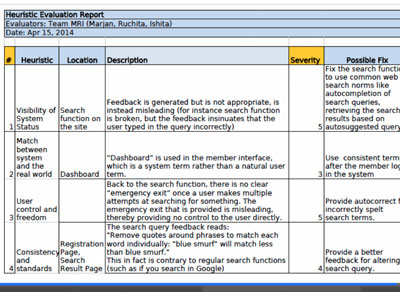 Heuristic Evaluation Report
Evaluators: Team MRI (Marjan, Ruchita, Ishita)
Date: Apr 15, 2014
# Heuristic Location Description Severity Possible Fix
1
Visibility of
System
Status
Search
function on
the site
Feedback is generated but is not appropriate, is
instead misleading (for instance search function
is broken, but the feedback insinuates that the
user typed in the query incorrectly)
5
Fix the search functi
to use common web
search norms like
autocompletion of
search queries,
retrieving the search
results based on
autosuggested query
2
Match
between
system
and the
real world
Dashboard
“Dashboard” is used in the member interface,
which is a system term rather than a natural user
term.
3
Use consistent term
after the member log
in the system
3
User
control and
freedom
Back to the search function, there is no clear
“emergency exit” once a user makes multiple
attempts at searching for something. The
emergency exit that is provided is misleading,
thereby providing no control to the user directly.
5
Provide autocorrect f
incorrectly spelt
search terms.
4
Consistency
and
standards
Registration
Page,
Search
Result Page
The search query feedback reads:
"Remove quotes around phrases to match each
word individually: "blue smurf" will match less
than blue smurf."
This in fact is contrary to regular search functions
(such as if you search in Google)
4
Provide a better
feedback for altering
search query.